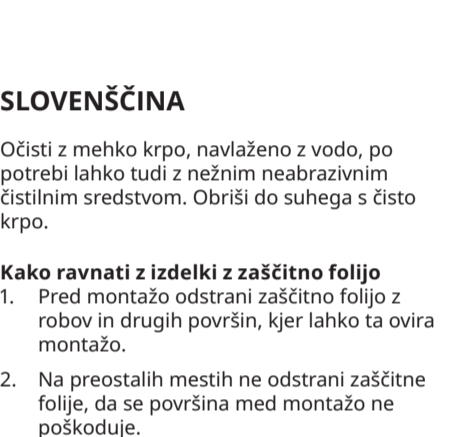 SLOVENŠČINA
Očisti z mehko krpo, navlaženo z vodo, po
potrebi lahko tudi z nežnim neabrazivnim
čistilnim sredstvom. Obriši do suhega s čisto
krpo.
Kako ravnati z izdelki z zaščitno folijo
1. Pred montažo odstrani zaščitno folijo z
robov in drugih površin, kjer lahko ta ovira
montažo.
2. Na preostalih mestih ne odstrani zaščitne
folije, da se površina med montažo ne
poškoduje.